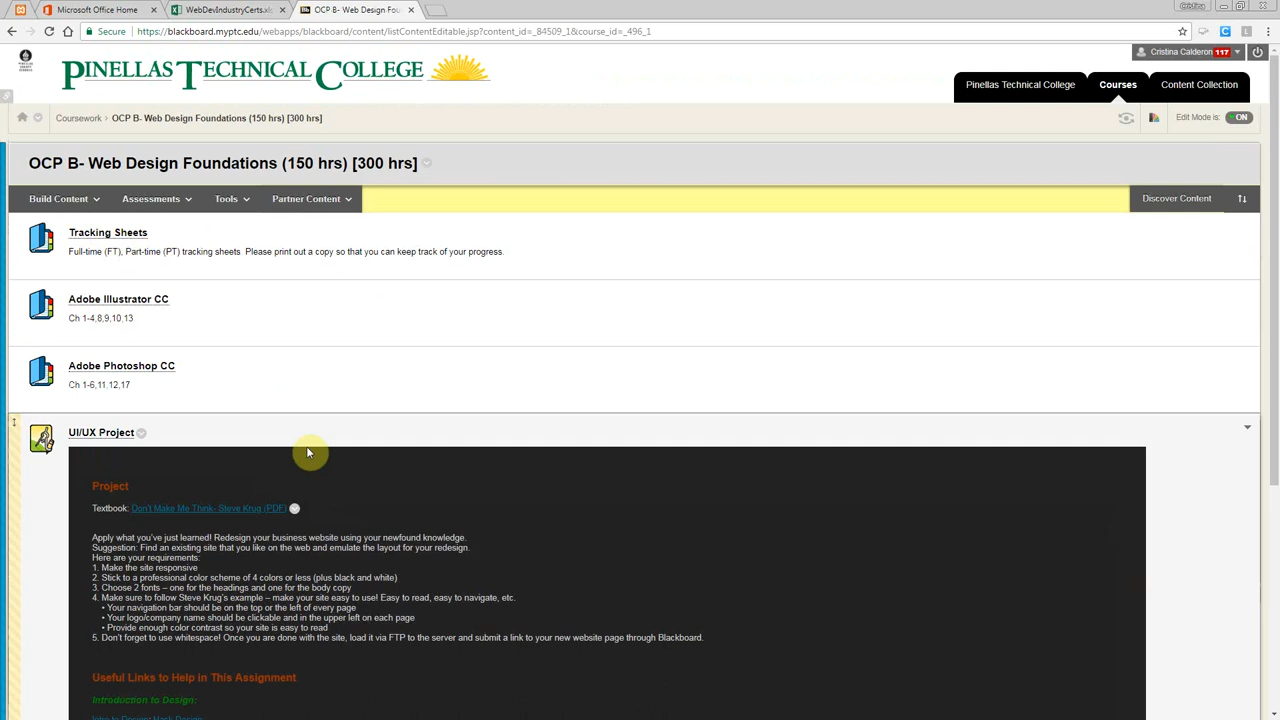 Cristina
Microsoft Office Home
WebDevIndustryCerts.xls
OCP B- Web Design Fou
Secure
https://blackboard.myptc.edu/webapps/blackboard/content/listContentEditable.jsp?content_id=_84509_1&course_id=_496_1
PINELLAS TECHNICAL COLLEGE
Cristina Calderon 117
Pinellas Technical College
Courses
Content Collection
Coursework > OCP B- Web Design Foundations (150 hrs) [300 hrs]
Edit Mode is: ON
OCP B- Web Design Foundations (150 hrs) [300 hrs]
Build Content
Assessments
Tools
Partner Content
Discover Content
Tracking Sheets
Full-time (FT), Part-time (PT) tracking sheets Please print out a copy so that you can keep track of your progress.
Adobe Illustrator CC
Ch 1-4,8,9,10,13
Adobe Photoshop CC
Ch 1-6,11,12,17
UI/UX Project
Project
Textbook: Don't Make Me Think- Steve Krug (PDF)
Apply what you've just learned! Redesign your business website using your newfound knowledge.
Suggestion: Find an existing site that you like on the web and emulate the layout for your redesign.
Here are your requirements:
1. Make the site responsive
2. Stick to a professional color scheme of 4 colors or less (plus black and white)
3. Choose 2 fonts – one for the headings and one for the body copy
4. Make sure to follow Steve Krug's example – make your site easy to use! Easy to read, easy to navigate, etc.
• Your navigation bar should be on the top or the left of every page
• Your logo/company name should be clickable and in the upper left on each page
• Provide enough color contrast so your site is easy to read
5. Don't forget to use whitespace! Once you are done with the site, load it via FTP to the server and submit a link to your new website page through Blackboard.
Useful Links to Help in This Assignment
Introduction to Design:
Intro to Design: Hack Design